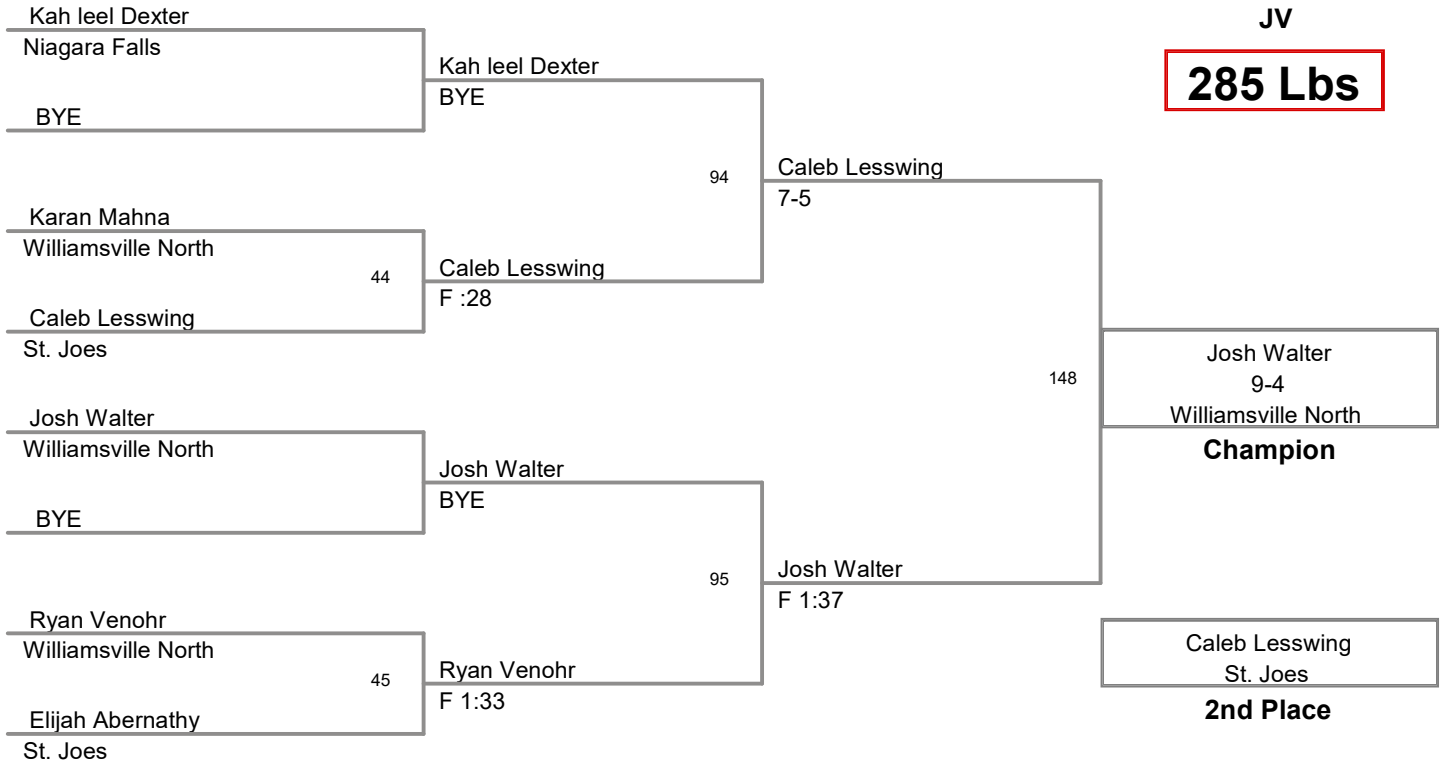 Kah leel Dexter
Niagara Falls
BYE
Karan Mahna
Williamsville North
44
Caleb Lesswing
St. Joes
Josh Walter
Williamsville North
BYE
Ryan Venohr
Williamsville North
45
Elijah Abernathy
St. Joes
Kah leel Dexter
BYE
94
Caleb Lesswing
F :28
Josh Walter
BYE
95
Ryan Venohr
F 1:33
Caleb Lesswing
7-5
148
Josh Walter
F 1:37
JV
285 Lbs
Josh Walter
9-4
Williamsville North
Champion
Caleb Lesswing
St. Joes
2nd Place